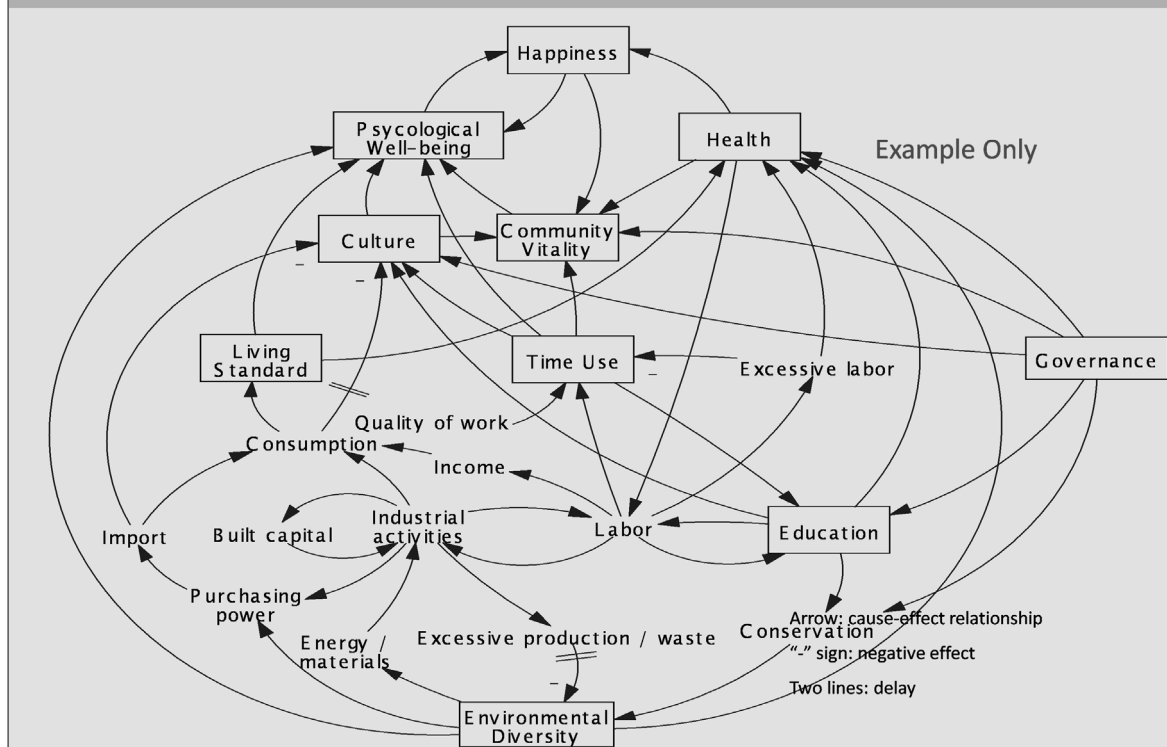 Happiness
Psycological
Well-being
Health
Example Only
Culture
Community
Vitality
-
-
Living
Standard
Time Use
-
Excessive labor
Governance
Quality of work
Consumption
Income
Import
Built capital
Industrial
activities
Labor
Education
Purchasing
power
Energy /
materials
Excessive production / waste
Conservation
Arrow: cause-effect relationship
“-” sign: negative effect
Two lines: delay
-
Environmental
Diversity